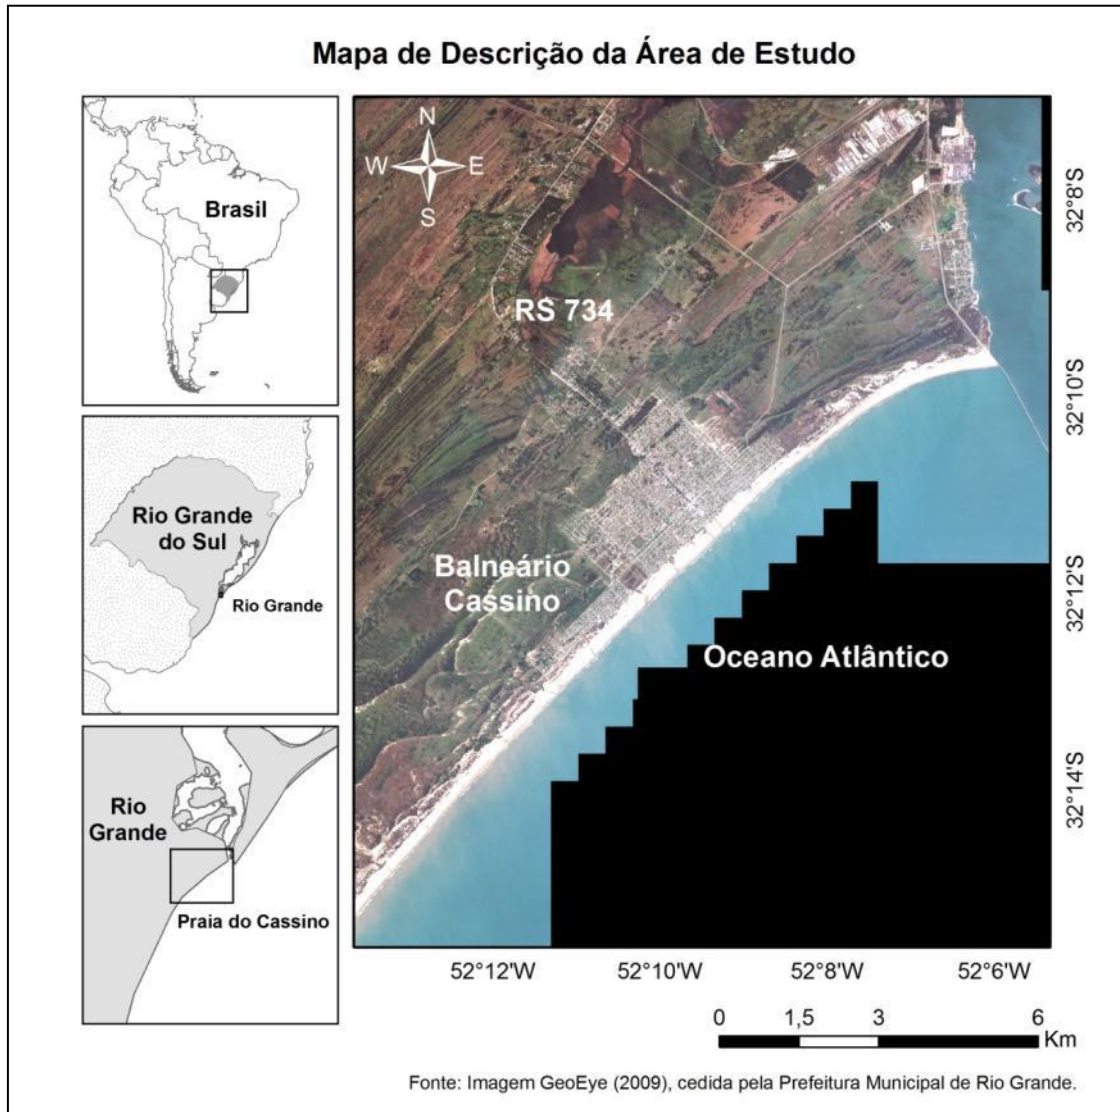 Mapa de Descrição da Área de Estudo
Brasil
Rio Grande
do Sul
Rio Grande
Rio
Grande
Praia do Cassino
N
W
E
S
RS 734
Balneário
Cassino
Oceano Atlântico
32°8'S
32°10'S
32°12'S
32°14'S
52°12'W
52°10'W
52°8'W
52°6'W
0
1,5
3
6
Km
Fonte: Imagem GeoEye (2009), cedida pela Prefeitura Municipal de Rio Grande.